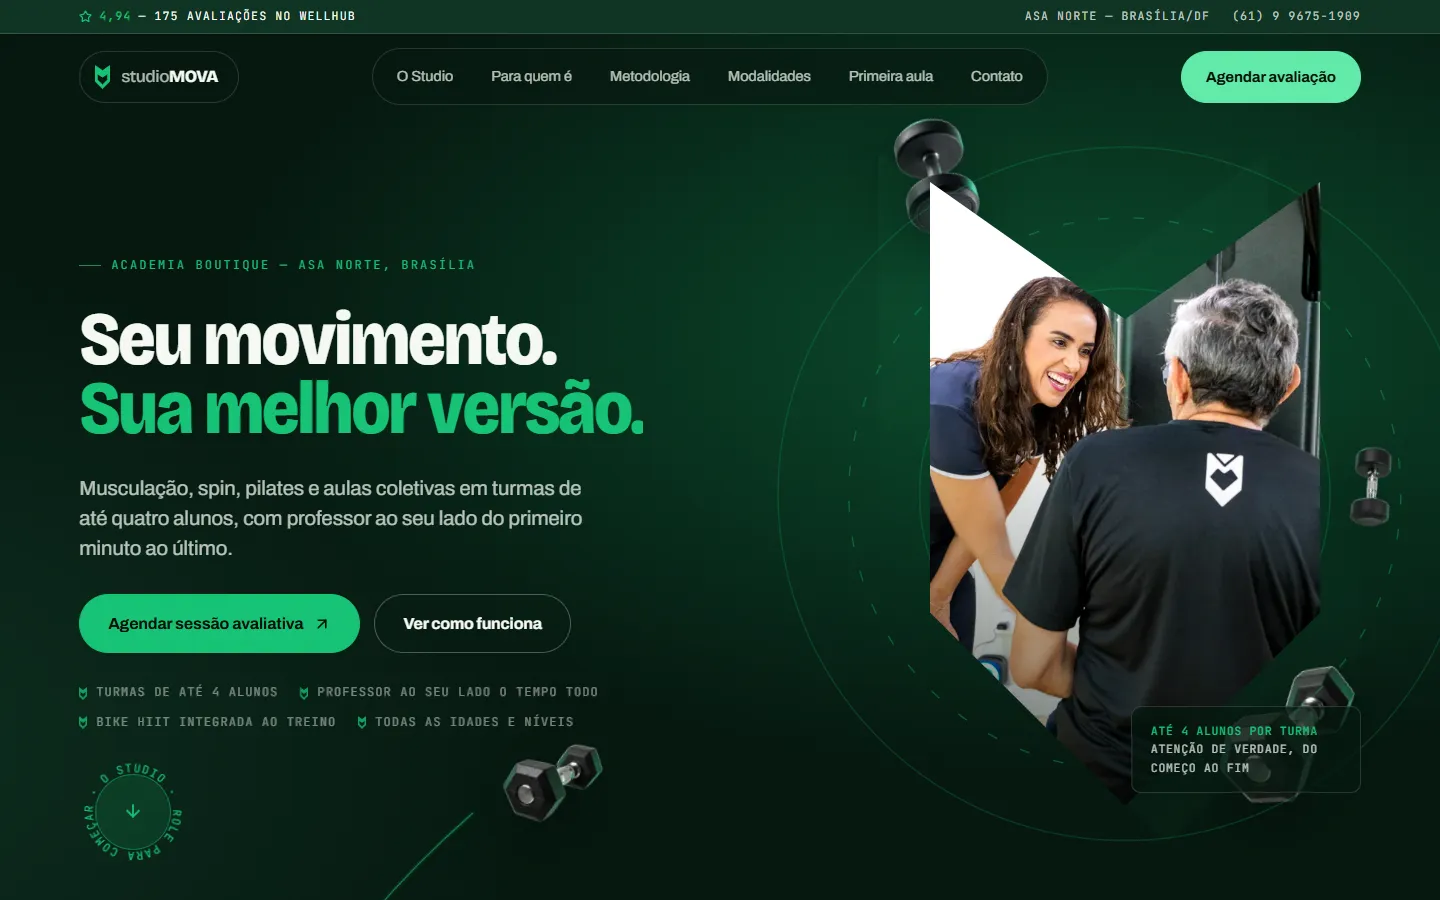 4,94 — 175 AVALIAÇÕES NO WELLHUB
ASA NORTE — BRASÍLIA/DF (61) 9 9675-1909
studioMOVA
O Studio Para quem é Metodologia Modalidades Primeira aula Contato
Agendar avaliação
ACADEMIA BOUTIQUE — ASA NORTE, BRASÍLIA
Seu movimento.
Sua melhor versão.
Musculação, spin, pilates e aulas coletivas em turmas de
até quatro alunos, com professor ao seu lado do primeiro
minuto ao último.
Agendar sessão avaliativa
Ver como funciona
TURMAS DE ATÉ 4 ALUNOS PROFESSOR AO SEU LADO O TEMPO TODO
BIKE HIIT INTEGRADA AO TREINO TODAS AS IDADES E NÍVEIS
ATÉ 4 ALUNOS POR TURMA
ATENÇÃO DE VERDADE, DO
COMEÇO AO FIM
O STUDIO · ROLE PARA COMEÇAR ·